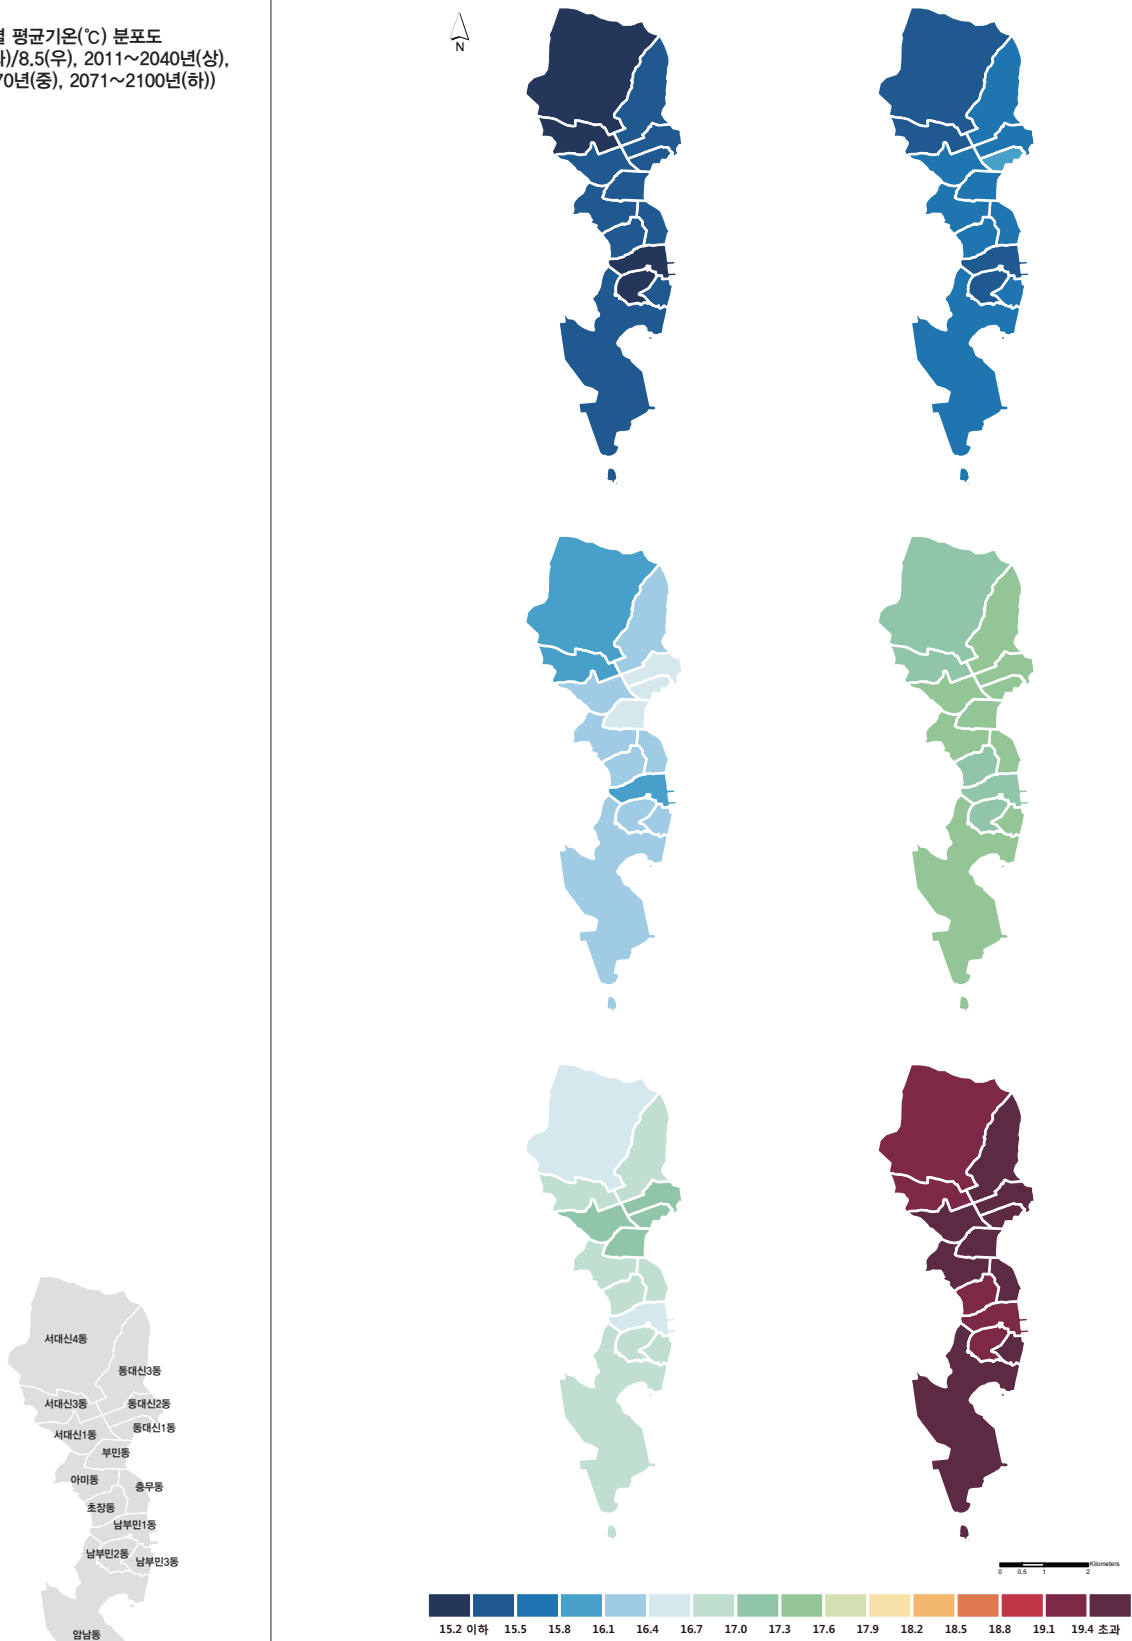 평균기온(℃) 분포도
/8.5(우), 2011~2040년(상),
70년(중), 2071~2100년(하))
N
서대신4동
동대신3동
서대신3동
동대신2동
동대신1동
서대신1동
부민동
아미동
충무동
초장동
남부민1동
남부민2동
남부민3동
암남동
Kilometers
0 0.5 1 2
15.2 이하 15.5 15.8 16.1 16.4 16.7 17.0 17.3 17.6 17.9 18.2 18.5 18.8 19.1 19.4 초과